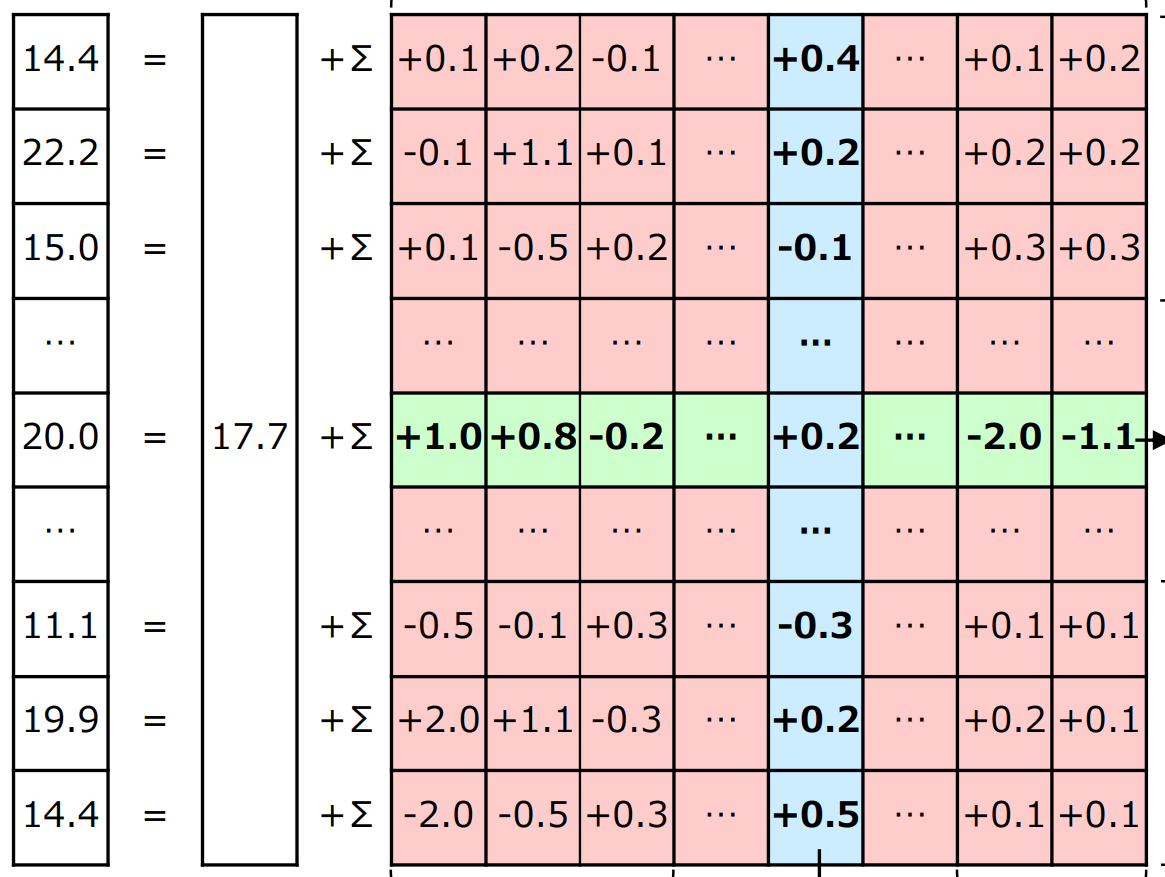 14.4 = +Σ +0.1 +0.2 -0.1 ... +0.4 ... +0.1 +0.2
22.2 = +Σ -0.1 +1.1 +0.1 ... +0.2 ... +0.2 +0.2
15.0 = +Σ +0.1 -0.5 +0.2 ... -0.1 ... +0.3 +0.3
... ... ... ... ... ... ... ... ...
20.0 = 17.7 +Σ +1.0 +0.8 -0.2 ... +0.2 ... -2.0 -1.1
... ... ... ... ... ... ... ... ...
11.1 = +Σ -0.5 -0.1 +0.3 ... -0.3 ... +0.1 +0.1
19.9 = +Σ +2.0 +1.1 -0.3 ... +0.2 ... +0.2 +0.1
14.4 = +Σ -2.0 -0.5 +0.3 ... +0.5 ... +0.1 +0.1